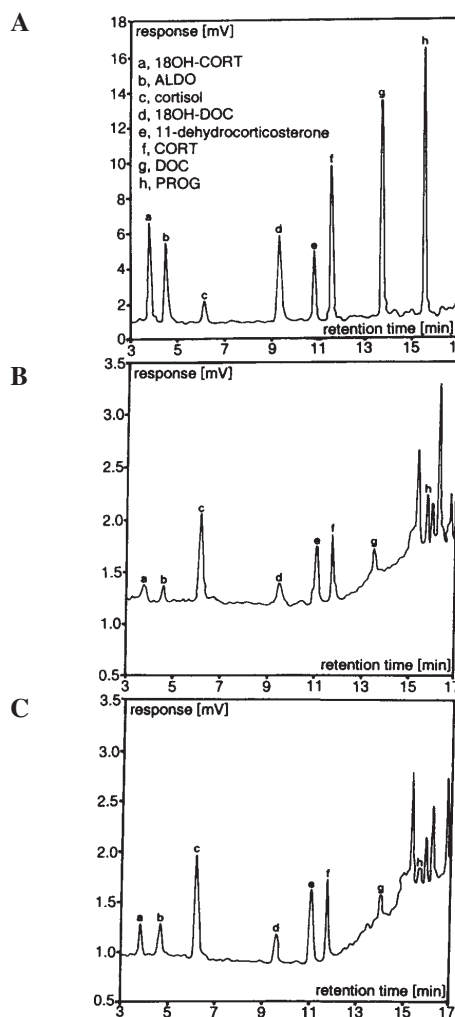 A
response [mV]
18
16
14
12
10
8
6
4
2
0
a, 18OH-CORT
b, ALDO
c, cortisol
d, 18OH-DOC
e, 11-dehydrocorticosterone
f, CORT
g, DOC
h, PROG
a
b
c
d
e
f
g
h
retention time [min]
3 5 7 9 11 13 15 17
B
response [mV]
3.5
3.0
2.5
2.0
1.5
1.0
0.5
a
b
c
d
e
f
g
h
retention time [min]
3 5 7 9 11 13 15 17
C
response [mV]
3.5
3.0
2.5
2.0
1.5
1.0
0.5
a
b
c
d
e
f
g
h
retention time [min]
3 5 7 9 11 13 15 17